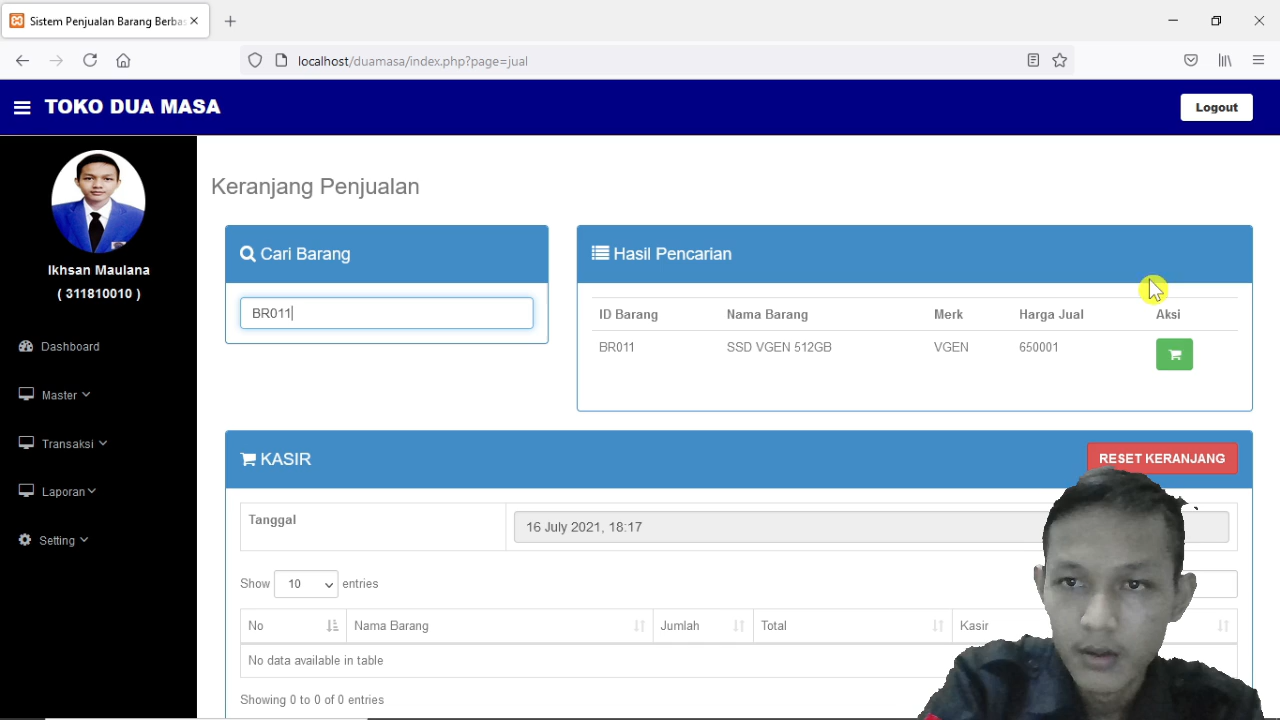 Sistem Penjualan Barang Berbas
localhost/duamasa/index.php?page=jual
TOKO DUA MASA
Logout
Ikhsan Maulana
( 311810010 )
Dashboard
Master
Transaksi
Laporan
Setting
Keranjang Penjualan
Cari Barang
BR011
Hasil Pencarian
ID Barang Nama Barang Merk Harga Jual Aksi
BR011 SSD VGEN 512GB VGEN 650001
KASIR
RESET KERANJANG
Tanggal
16 July 2021, 18:17
Show 10 entries
No Nama Barang Jumlah Total Kasir
No data available in table
Showing 0 to 0 of 0 entries